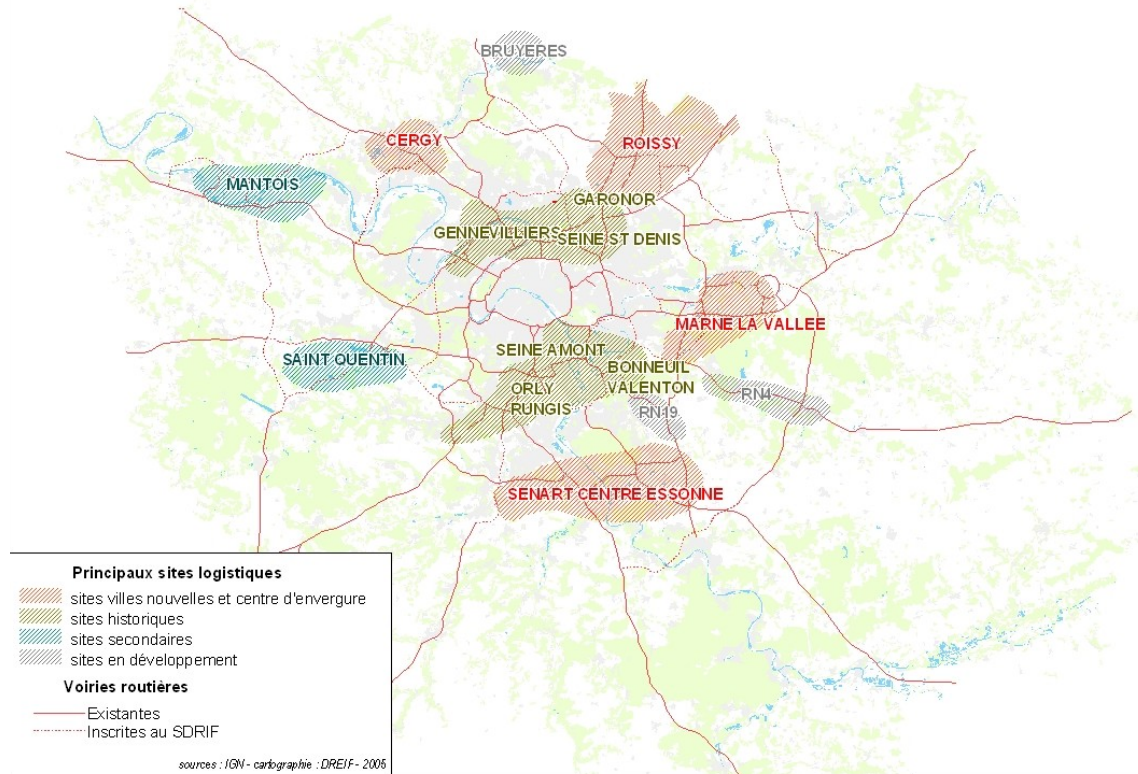 BRUYERES
CERGY
ROISSY
MANTOIS
GARONOR
GENNEVILLIERS
SEINE ST DENIS
MARNE LA VALLEE
SEINE AMONT
SAINT QUENTIN
BONNEUIL
VALENTON
ORLY
RUNGIS
RN4
RN19
SENART CENTRE ESSONNE
Principaux sites logistiques
sites villes nouvelles et centre d'envergure
sites historiques
sites secondaires
sites en développement
Voiries routières
Existantes
Inscrites au SDRIF
sources : IGN - cartographie : DREIF - 2005